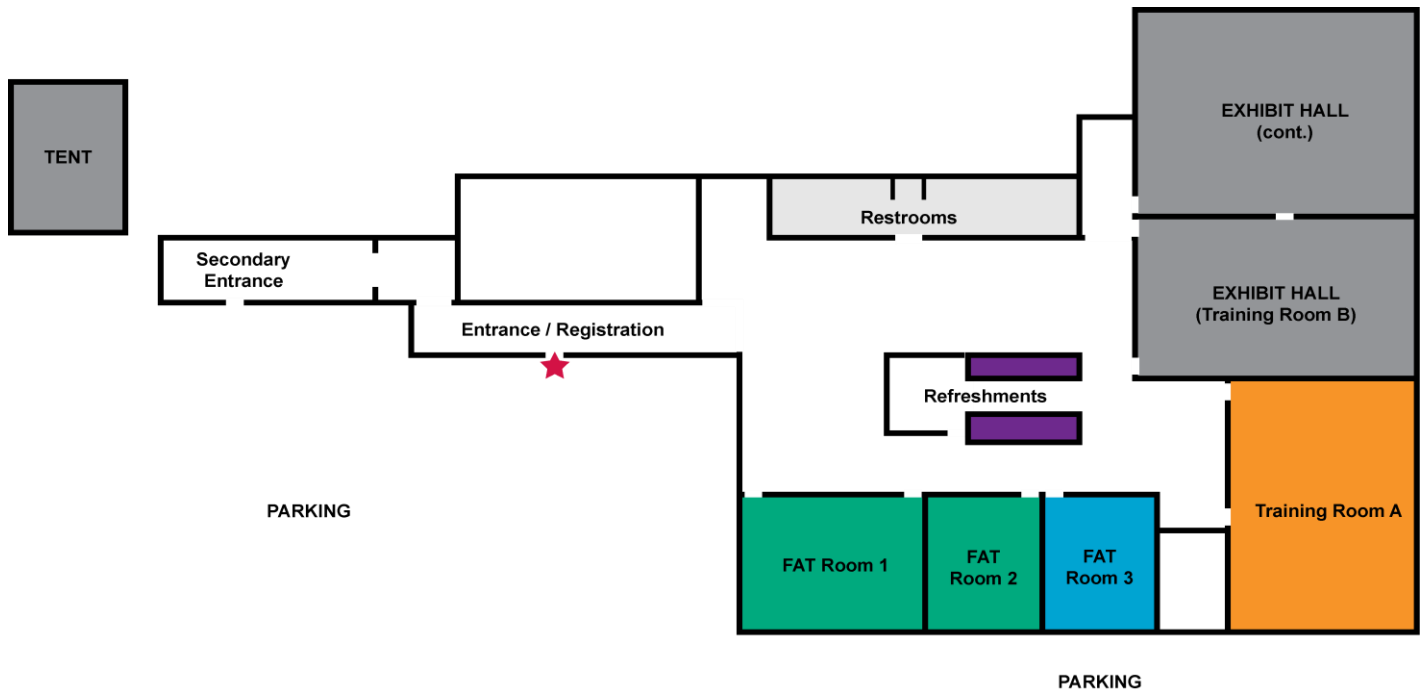 EXHIBIT HALL
(cont.)
TENT
Restrooms
Secondary
Entrance
EXHIBIT HALL
(Training Room B)
Entrance / Registration
Refreshments
PARKING
Training Room A
FAT Room 1
FAT
Room 2
FAT
Room 3
PARKING